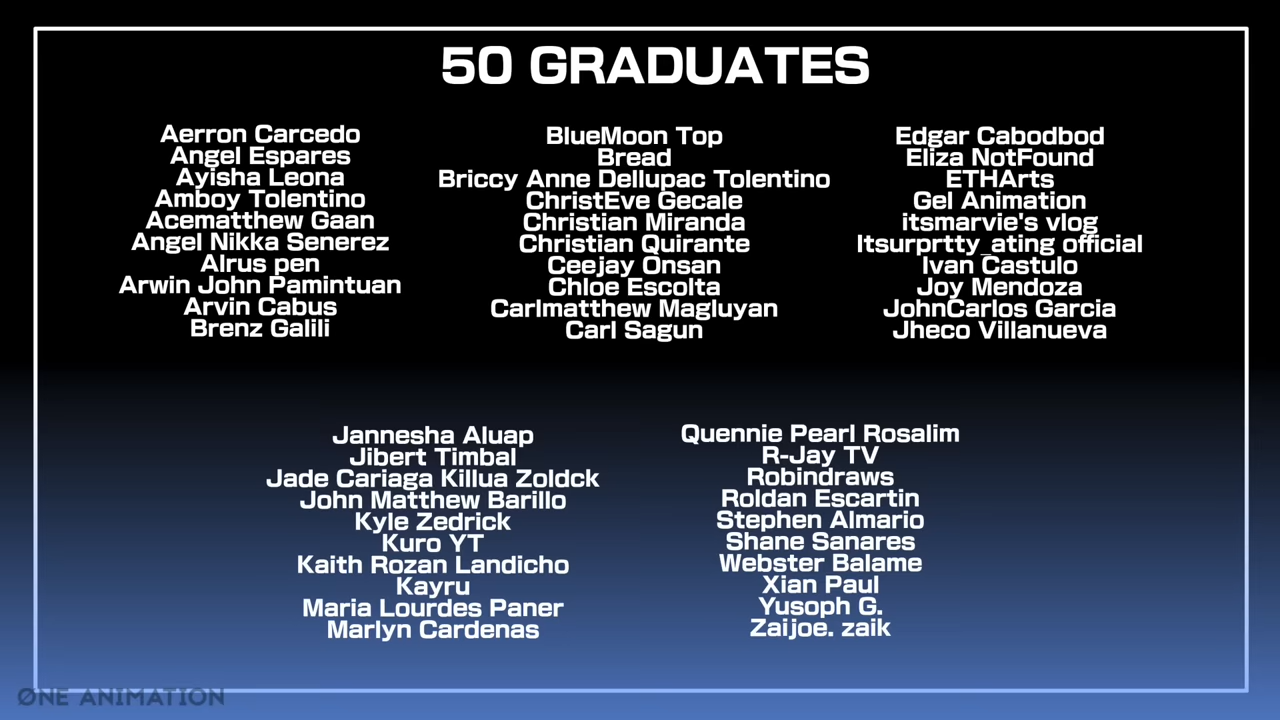 50 GRADUATES
Aerron Carcedo
Angel Espares
Ayisha Leona
Amboy Tolentino
Acematthew Gaan
Angel Nikka Senerez
Alrus pen
Arwin John Pamintuan
Arvin Cabus
Brenz Galili
BlueMoon Top
Bread
Briccy Anne Dellupac Tolentino
ChristEve Gecale
Christian Miranda
Christian Quirante
Ceejay Onsan
Chloe Escolta
Carlmatthew Magluyan
Carl Sagun
Edgar Cabodbod
Eliza NotFound
ETHArts
Gel Animation
itsmarvie's vlog
Itsurprtty_ating official
Ivan Castulo
Joy Mendoza
JohnCarlos Garcia
Jheco Villanueva
Jannesha Aluap
Jibert Timbal
Jade Cariaga Killua Zoldck
John Matthew Barillo
Kyle Zedrick
Kuro YT
Kaith Rozan Landicho
Kayru
Maria Lourdes Paner
Marlyn Cardenas
Quennie Pearl Rosalim
R-Jay TV
Robindraws
Roldan Escartin
Stephen Almario
Shane Sanares
Webster Balame
Xian Paul
Yusoph G.
Zaijoe. zaik
ØNE ANIMATION